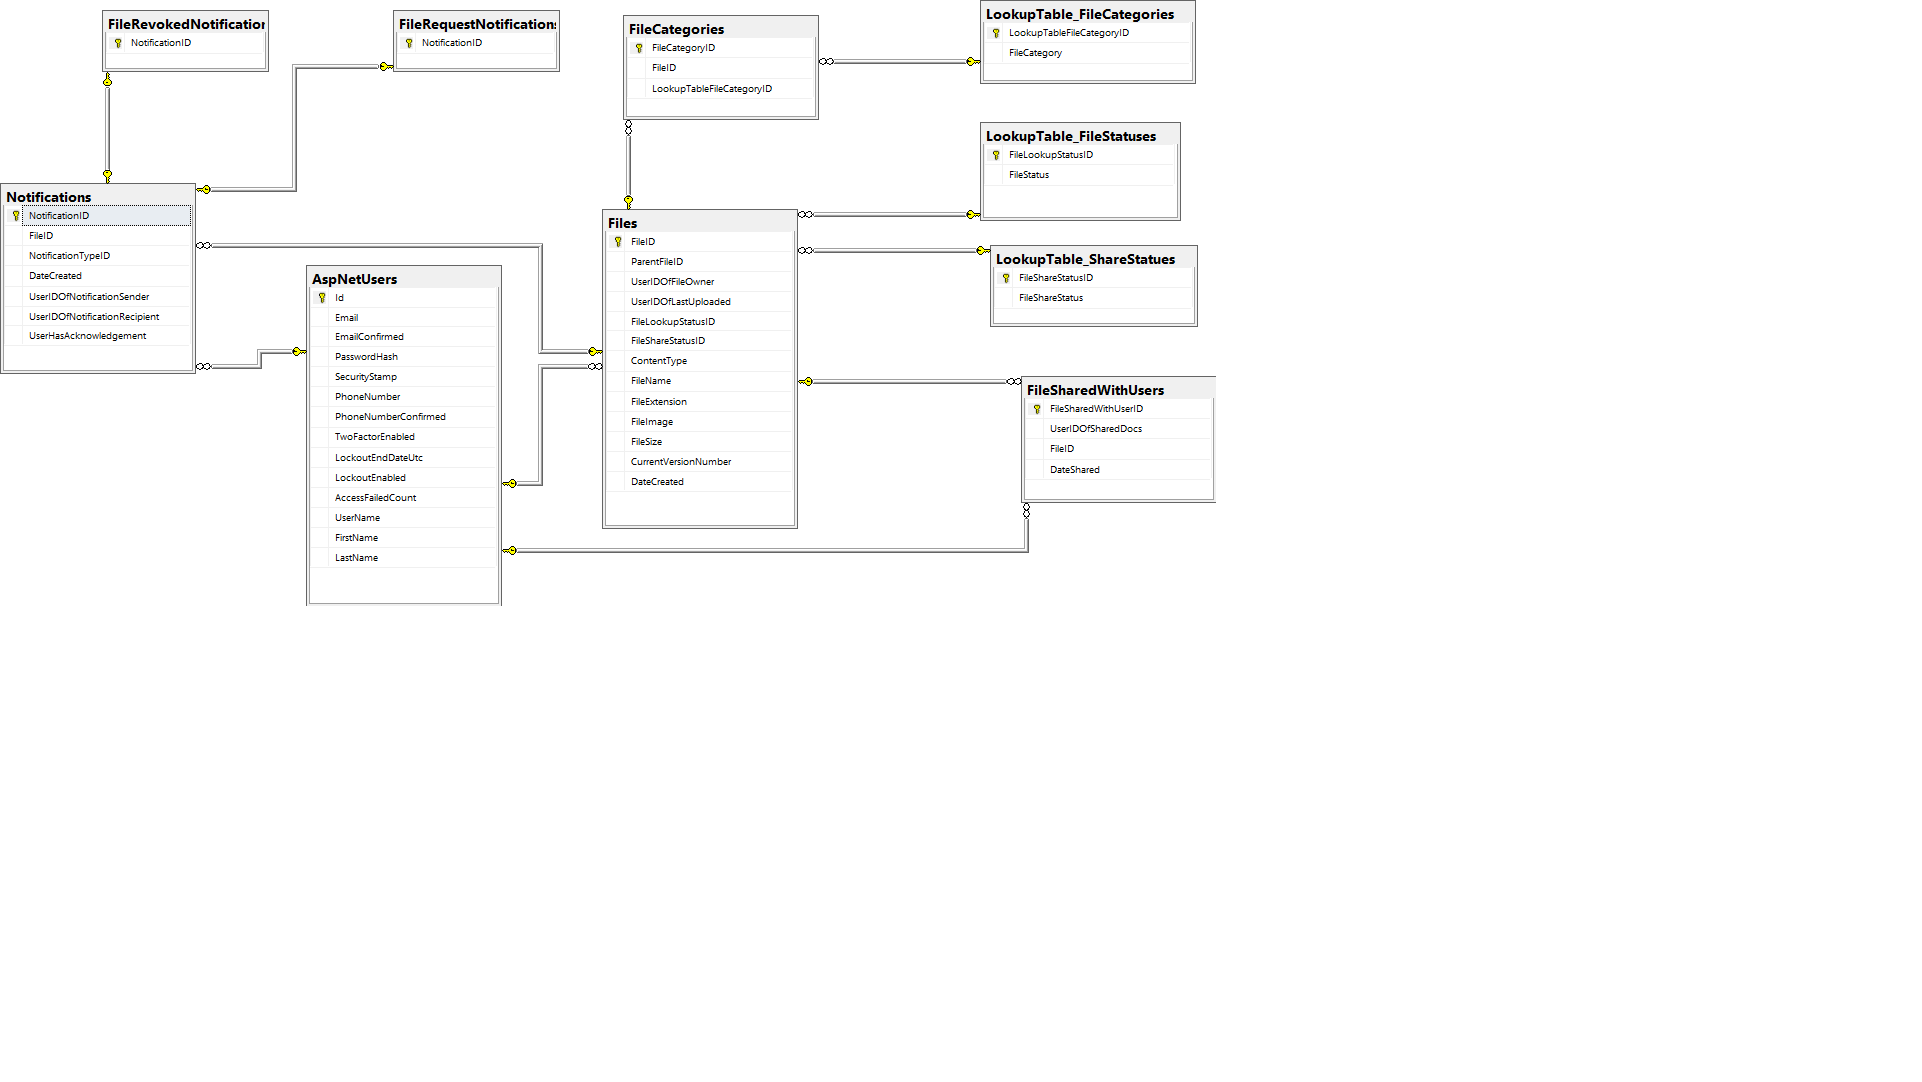 FileRevokedNotification
NotificationID
FileRequestNotifications
NotificationID
FileCategories
FileCategoryID
FileID
LookupTableFileCategoryID
LookupTable_FileCategories
LookupTableFileCategoryID
FileCategory
LookupTable_FileStatuses
FileLookupStatusID
FileStatus
Notifications
NotificationID
FileID
NotificationTypeID
DateCreated
UserIDOfNotificationSender
UserIDOfNotificationRecipient
UserHasAcknowledgement
AspNetUsers
Id
Email
EmailConfirmed
PasswordHash
SecurityStamp
PhoneNumber
PhoneNumberConfirmed
TwoFactorEnabled
LockoutEndDateUtc
LockoutEnabled
AccessFailedCount
UserName
FirstName
LastName
Files
FileID
ParentFileID
UserIDOfFileOwner
UserIDOfLastUploaded
FileLookupStatusID
FileShareStatusID
ContentType
FileName
FileExtension
FileImage
FileSize
CurrentVersionNumber
DateCreated
LookupTable_ShareStatues
FileShareStatusID
FileShareStatus
FileSharedWithUsers
FileSharedWithUserID
UserIDOfSharedDocs
FileID
DateShared